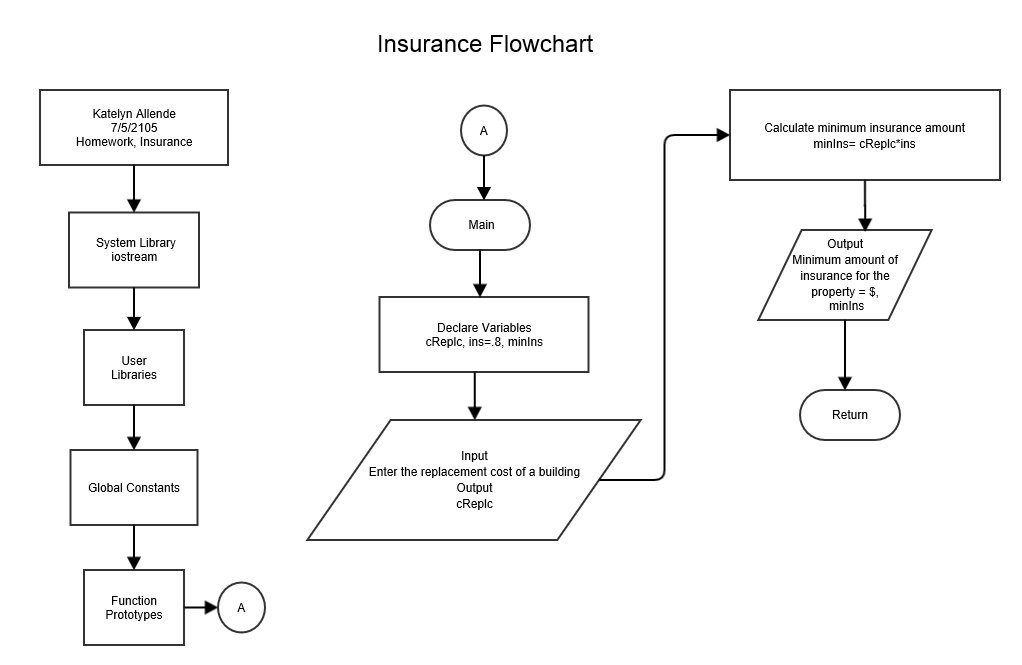 Insurance Flowchart
Katelyn Allende
7/5/2105
Homework, Insurance
System Library
iostream
User
Libraries
Global Constants
Function
Prototypes
A
A
Main
Declare Variables
cReplc, ins=.8, minIns
Input
Enter the replacement cost of a building
Output
cReplc
Calculate minimum insurance amount
minIns= cReplc*ins
Output
Minimum amount of
insurance for the
property = $,
minIns
Return